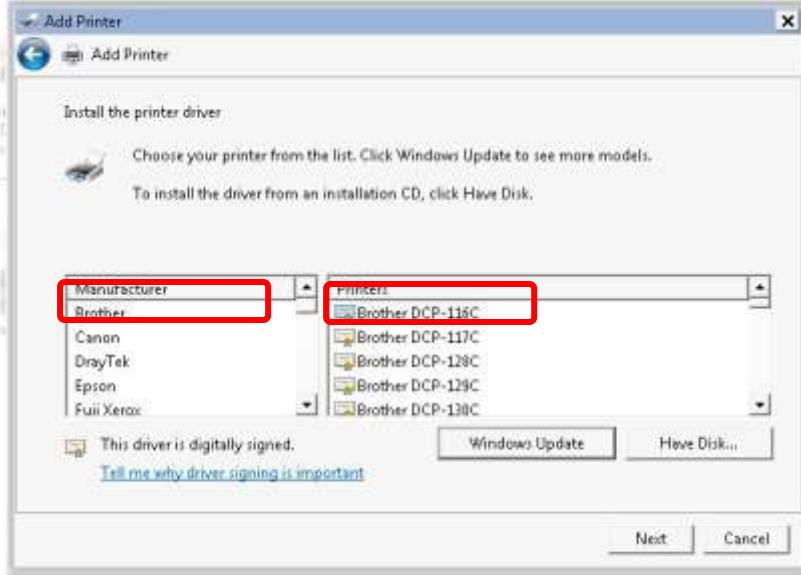 Add Printer
Add Printer
Install the printer driver
Choose your printer from the list. Click Windows Update to see more models.
To install the driver from an installation CD, click Have Disk.
Manufacturer
Brother
Canon
DrayTek
Epson
Fuji Xerox
Printers
Brother DCP-116C
Brother DCP-117C
Brother DCP-128C
Brother DCP-129C
Brother DCP-130C
This driver is digitally signed.
Tell me why driver signing is important
Windows Update
Have Disk...
Next
Cancel